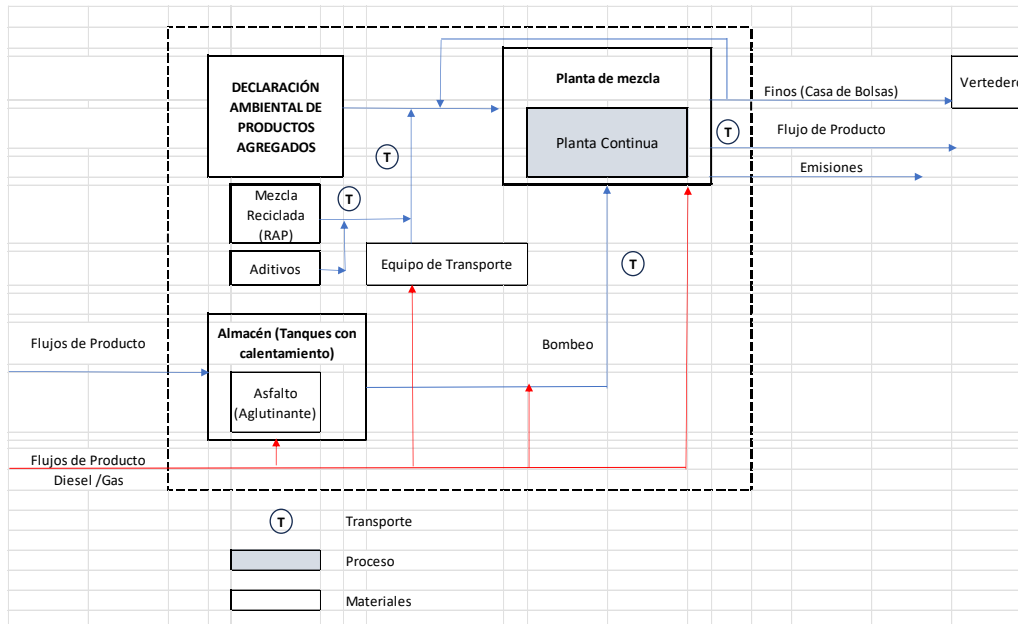 DECLARACIÓN
AMBIENTAL DE
PRODUCTOS
AGREGADOS
Planta de mezcla
Planta Continua
Vertedero
Finos (Casa de Bolsas)
T
Flujo de Producto
Emisiones
T
Mezcla
Reciclada
(RAP)
T
Aditivos
Equipo de Transporte
T
Almacén (Tanques con
calentamiento)
Asfalto
(Aglutinante)
Bombeo
Flujos de Producto
Flujos de Producto
Diesel /Gas
T Transporte
Proceso
Materiales